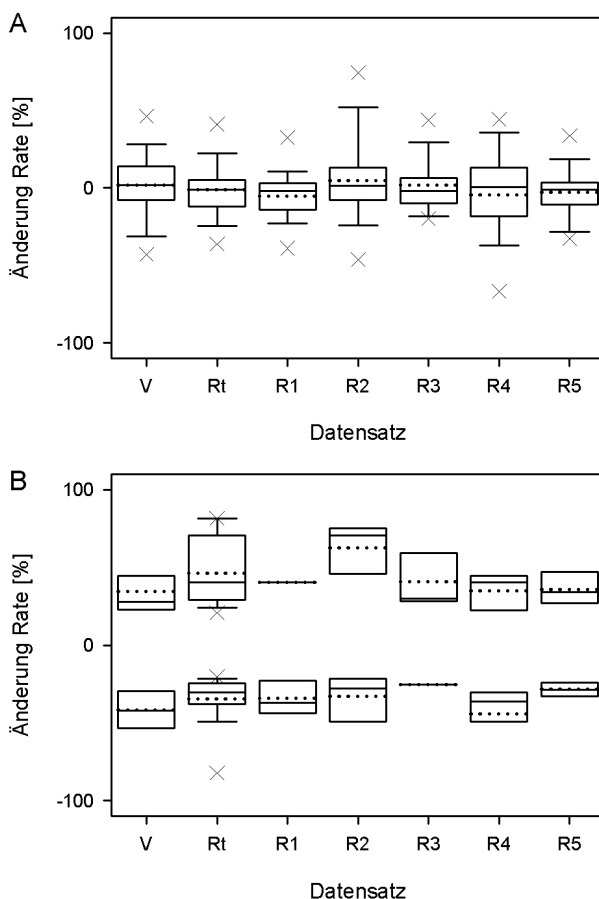 A
Änderung Rate [%]
100
0
-100
V Rt R1 R2 R3 R4 R5
Datensatz
B
Änderung Rate [%]
100
0
-100
V Rt R1 R2 R3 R4 R5
Datensatz